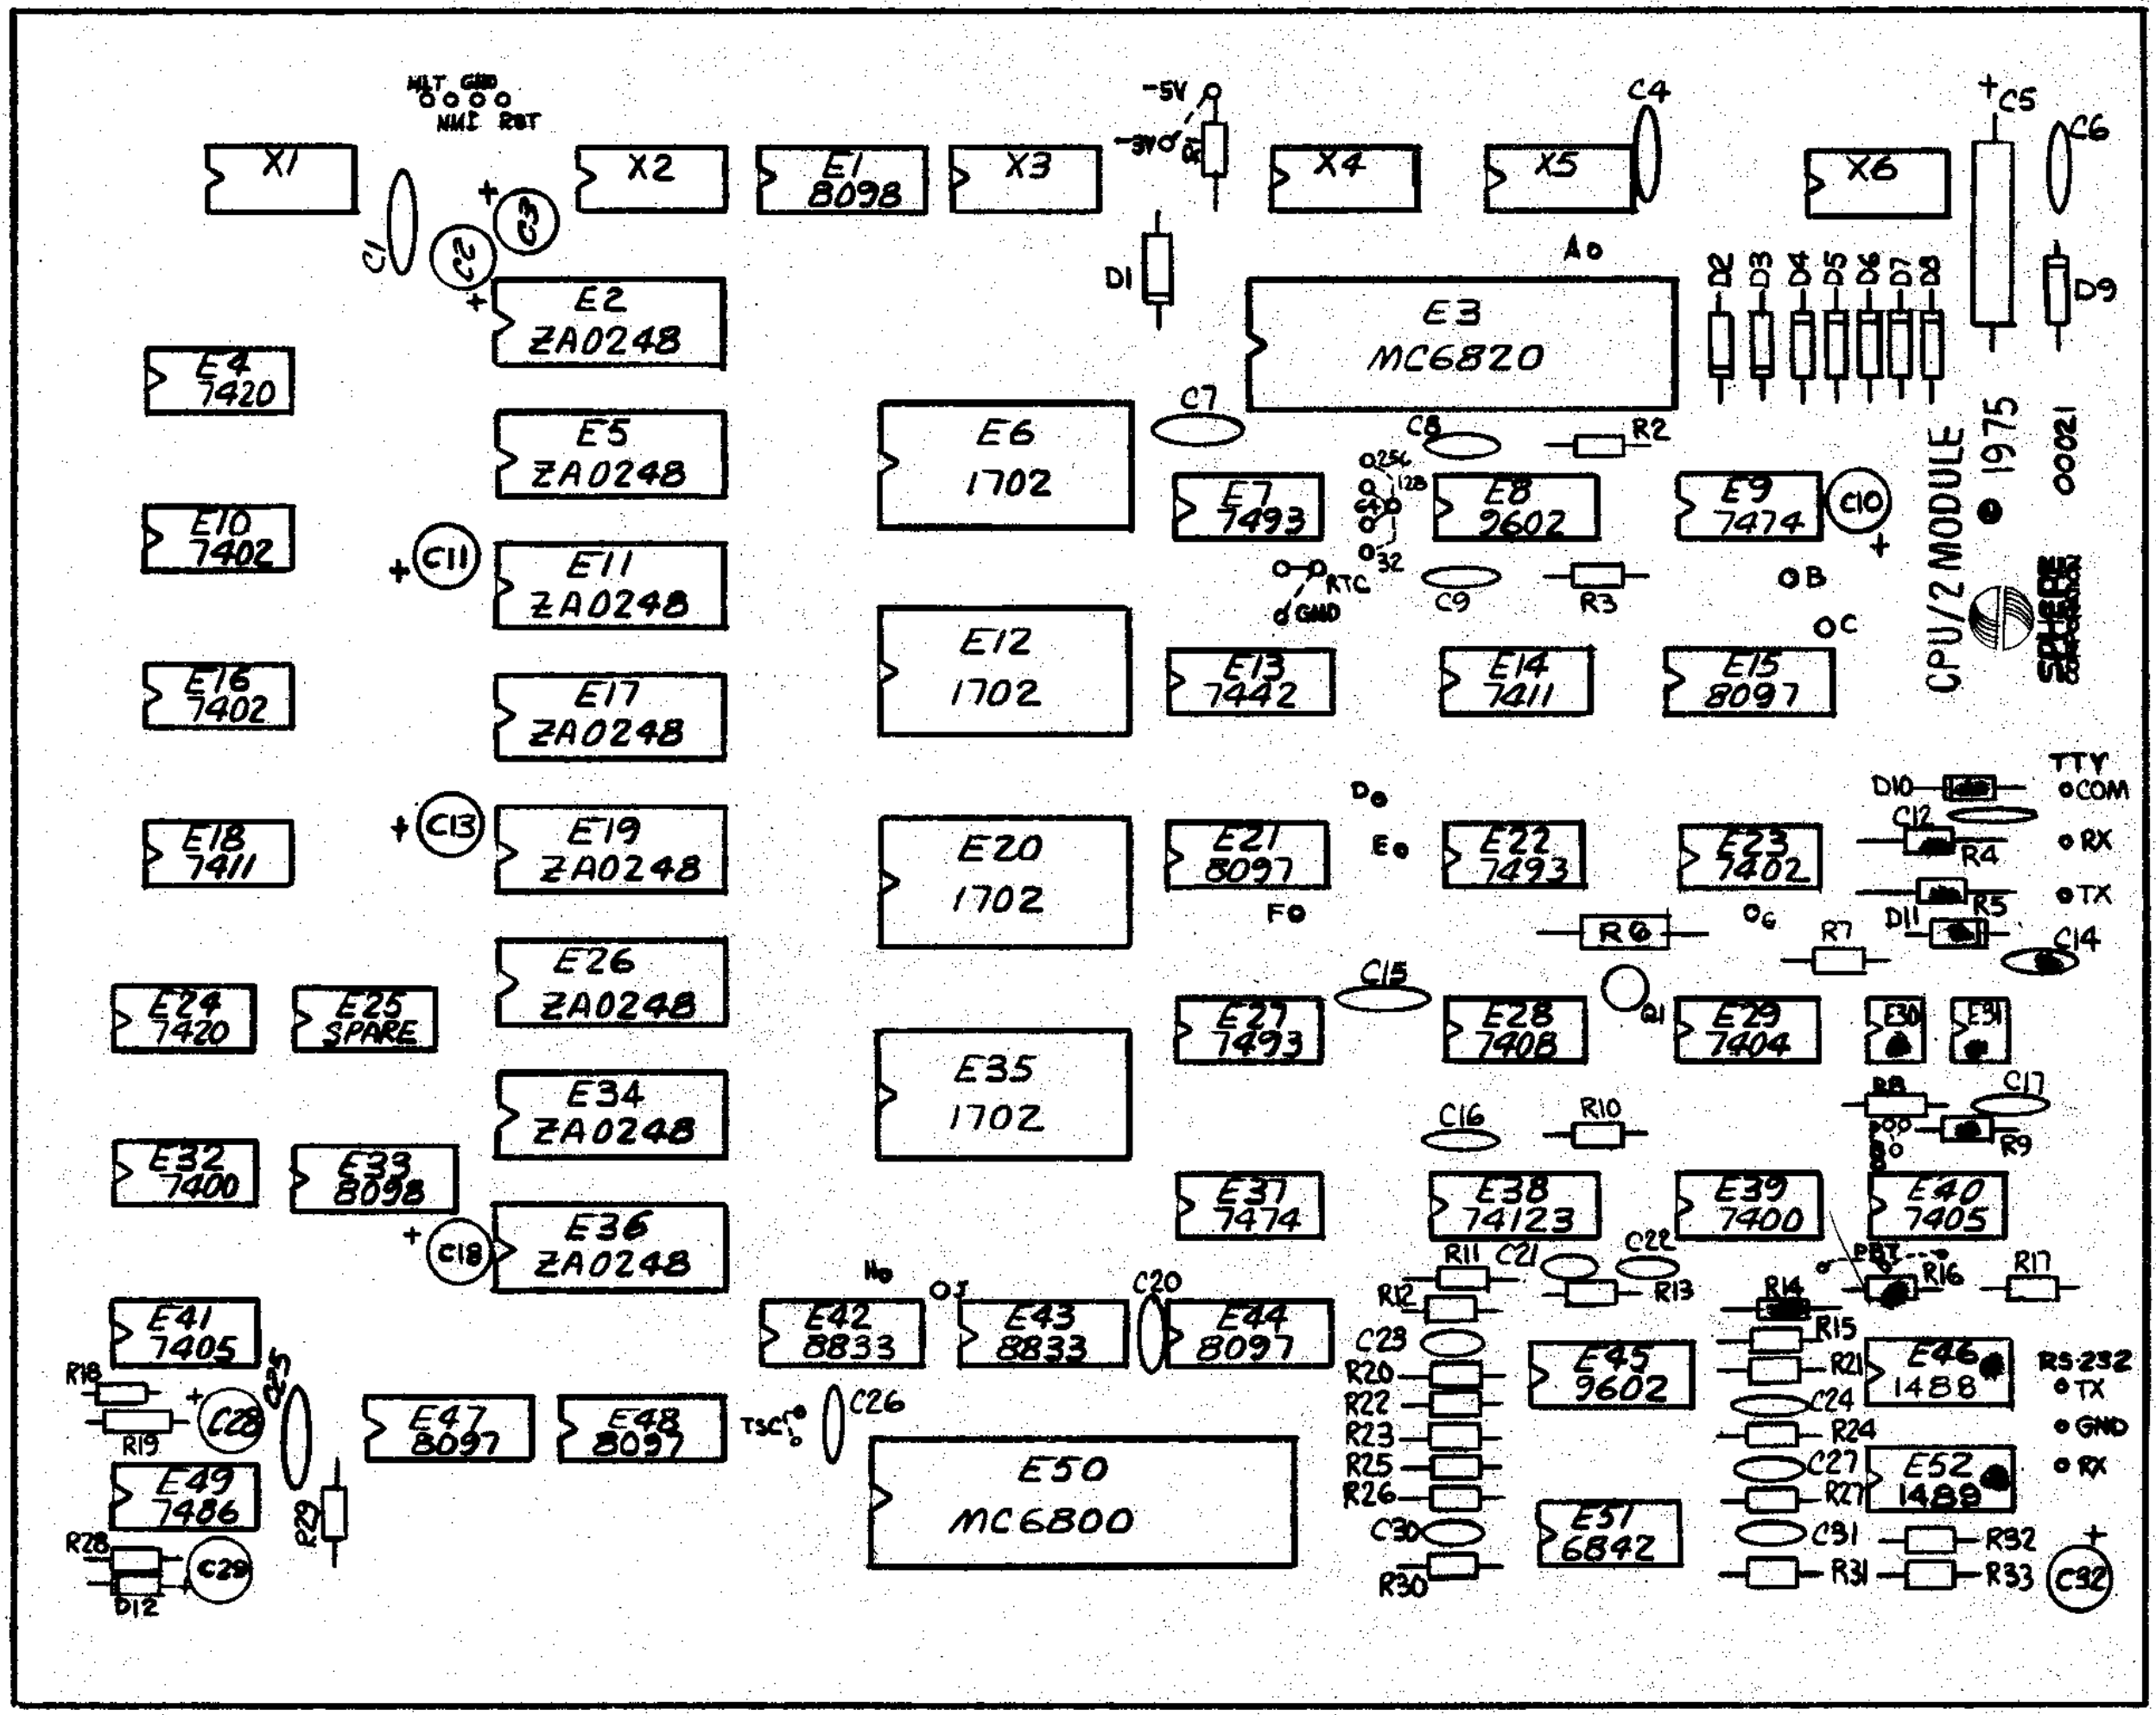 HLT GND
NMI RST
-5V
-3V
C4
+ C5
C6
X1
X2
E1
8098
X3
X4
X5
X6
C1
C2 +
+ C3
D1
A
D2 D3 D4 D5 D6 D7 D8
D9
E2
ZA0248
E3
MC6820
E4
7420
E5
ZA0248
E6
1702
C7
C8
R2
256
128
64
32
E7
7493
E8
9602
E9
7474
C10
+
CPU/2 MODULE
1975
00021
SPHERE
CORPORATION
E10
7402
+ C11
E11
ZA0248
RTC
GND
C9
R3
B
C
E12
1702
E13
7442
E14
7411
E15
8097
E16
7402
E17
ZA0248
TTY
COM
RX
TX
D10
C12
R4
R5
D11
C14
D
E
F
G
E18
7411
+ C13
E19
ZA0248
E20
1702
E21
8097
E22
7493
E23
7402
R6
R7
C15
Q1
E24
7420
E25
SPARE
E26
ZA0248
E27
7493
E28
7408
E29
7404
E30
E31
R8
C17
R9
C16
R10
E32
7400
E33
8098
E34
ZA0248
E35
1702
+ C18
E36
ZA0248
E37
7474
E38
74123
E39
7400
E40
7405
H
J
C20
R11
C21
C22
R12
R13
R14
R16
R17
E41
7405
E42
8833
E43
8833
E44
8097
C23
R15
R20
R21
E45
9602
E46
1488
RS-232
TX
GND
RX
R18
R19
+ C28
C25
E47
8097
E48
8097
TSC
C26
R22
C24
R23
R24
R25
C27
R26
R27
E49
7486
R29
E50
MC6800
E51
6842
E52
1489
R28
D12
+ C29
C30
R30
C31
R31
R32
R33
+
C32